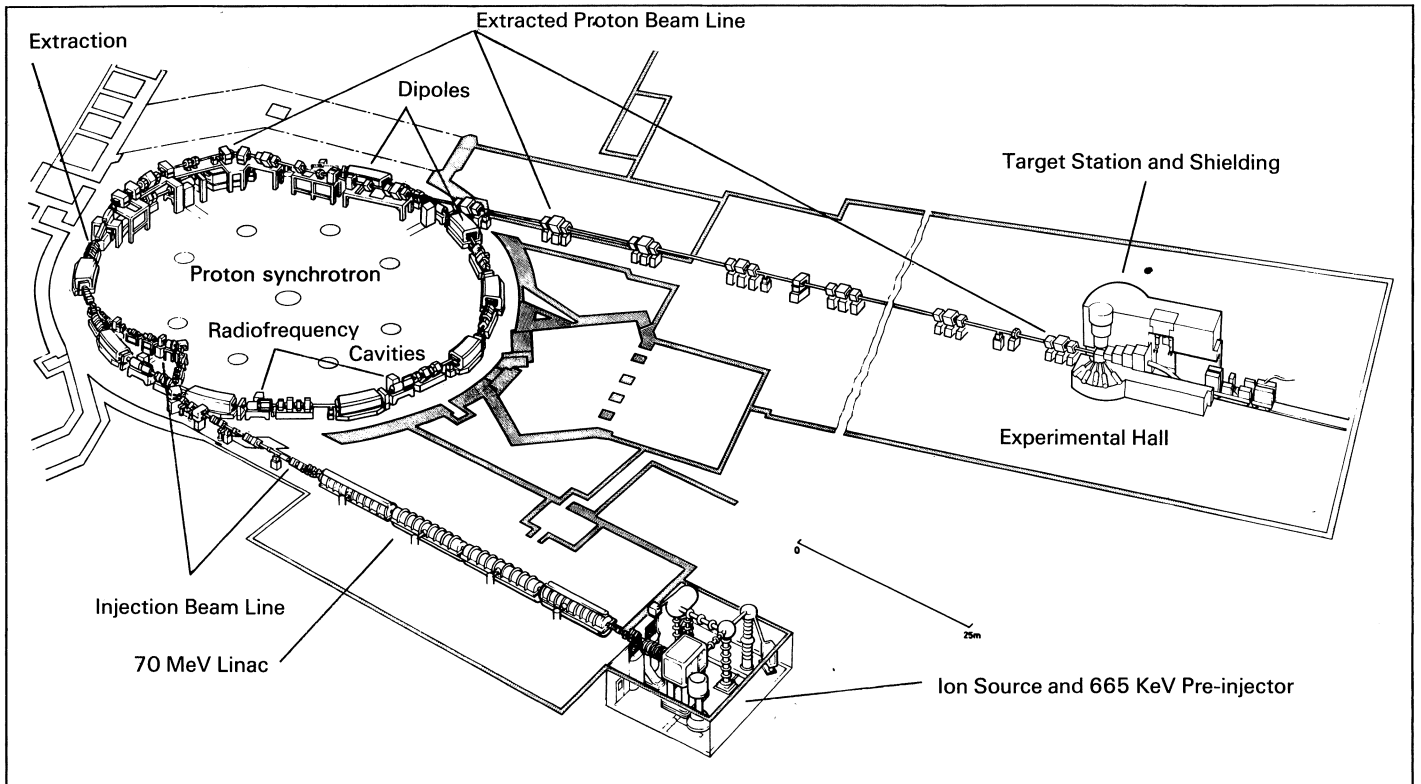 Extracted Proton Beam Line
Extraction
Dipoles
Target Station and Shielding
Proton synchrotron
Radiofrequency
Cavities
Experimental Hall
0
25m
Injection Beam Line
70 MeV Linac
Ion Source and 665 KeV Pre-injector